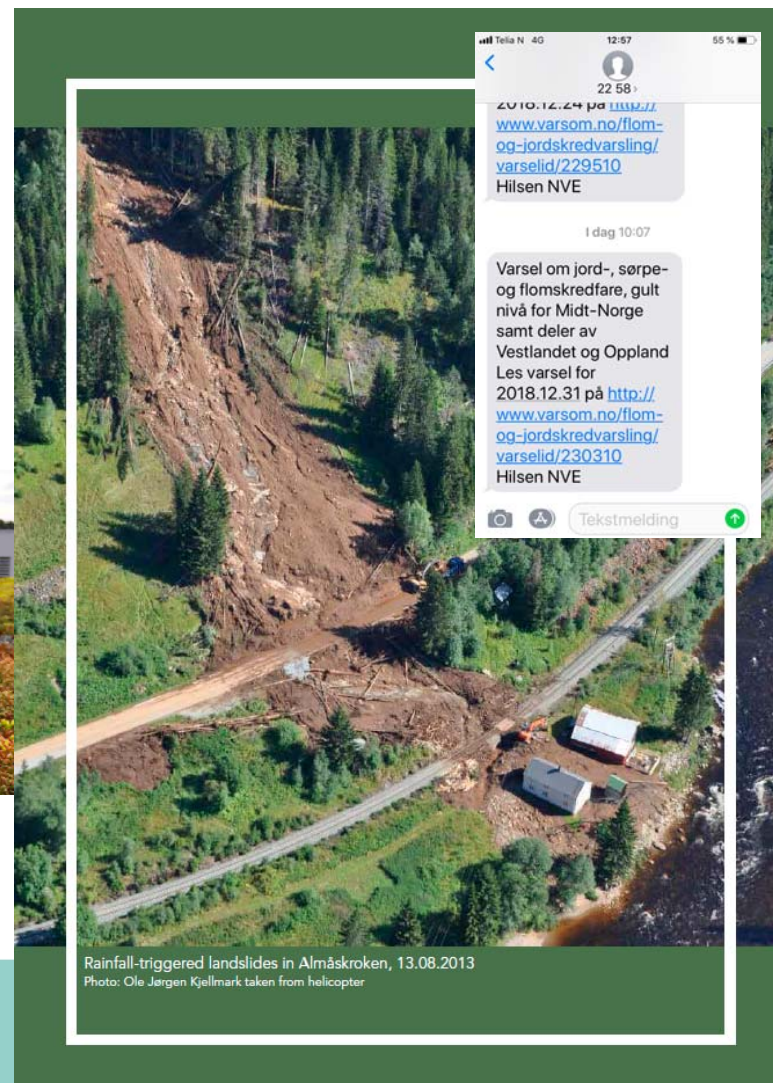 Telia N 4G 12:57 55 %
22 58 >
2018.12.24 på http://
www.varsom.no/flom-
og-jordskredvarsling/
varselid/229510
Hilsen NVE
I dag 10:07
Varsel om jord-, sørpe-
og flomskredfare, gult
nivå for Midt-Norge
samt deler av
Vestlandet og Oppland
Les varsel for
2018.12.31 på http://
www.varsom.no/flom-
og-jordskredvarsling/
varselid/230310
Hilsen NVE
Tekstmelding
Rainfall-triggered landslides in Almåskroken, 13.08.2013
Photo: Ole Jørgen Kjellmark taken from helicopter